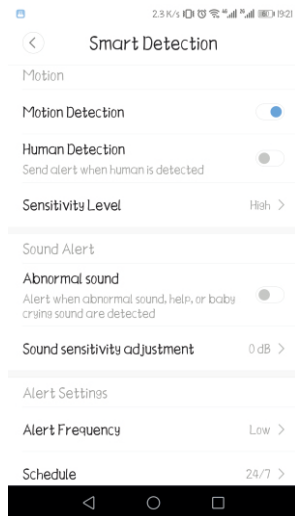 2.3 K/s 19:21
Smart Detection
Motion
Motion Detection
Human Detection
Send alert when human is detected
Sensitivity Level High
Sound Alert
Abnormal sound
Alert when abnormal sound, help, or baby
crying sound are detected
Sound sensitivity adjustment 0 dB
Alert Settings
Alert Frequency Low
Schedule 24/7